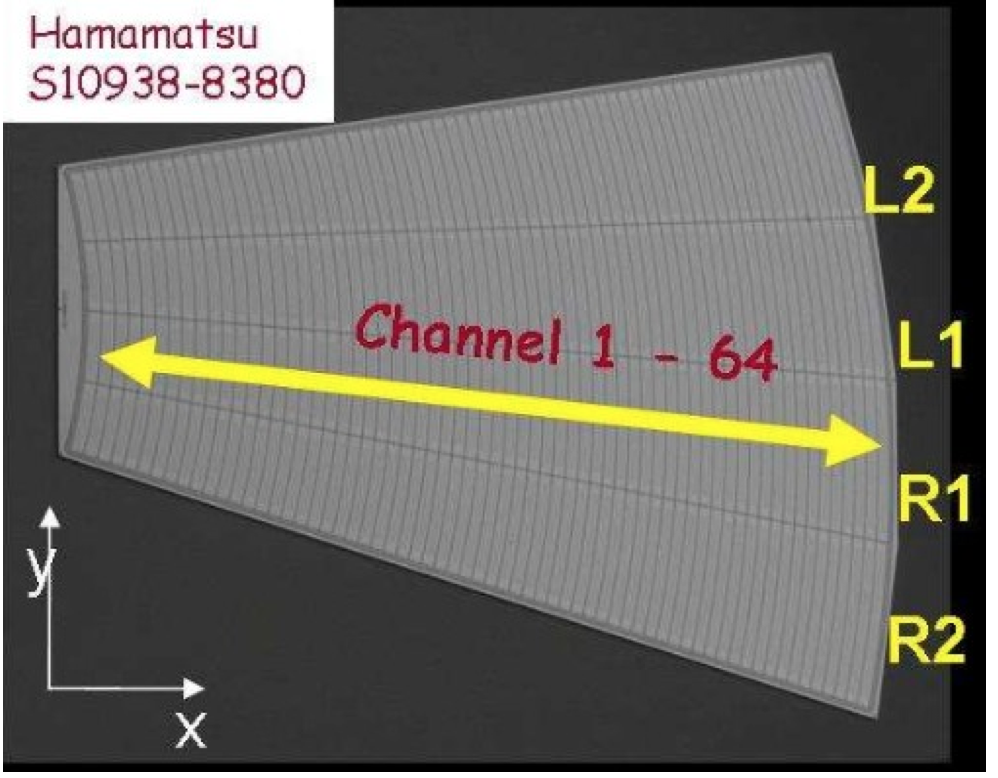 Hamamatsu
S10938-8380
L2
Channel 1 - 64
L1
R1
R2
y
x